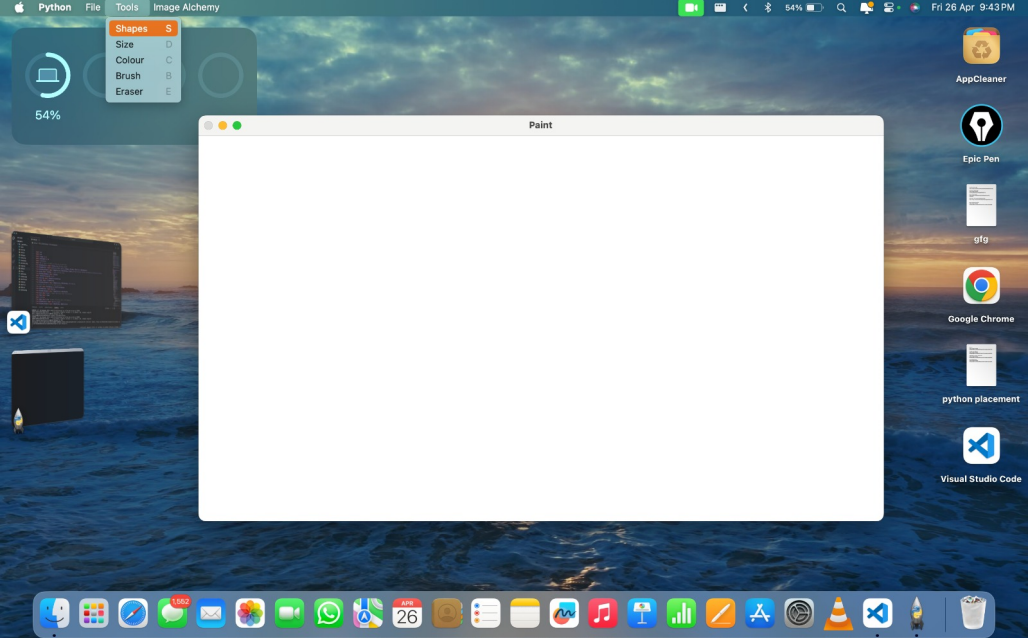 Python File Tools Image Alchemy 54% Fri 26 Apr 9:43 PM
Shapes S
Size D
Colour C
Brush B
Eraser E
54%
Paint
AppCleaner
Epic Pen
gfg
Google Chrome
python placement
Visual Studio Code
1,552
APR
26